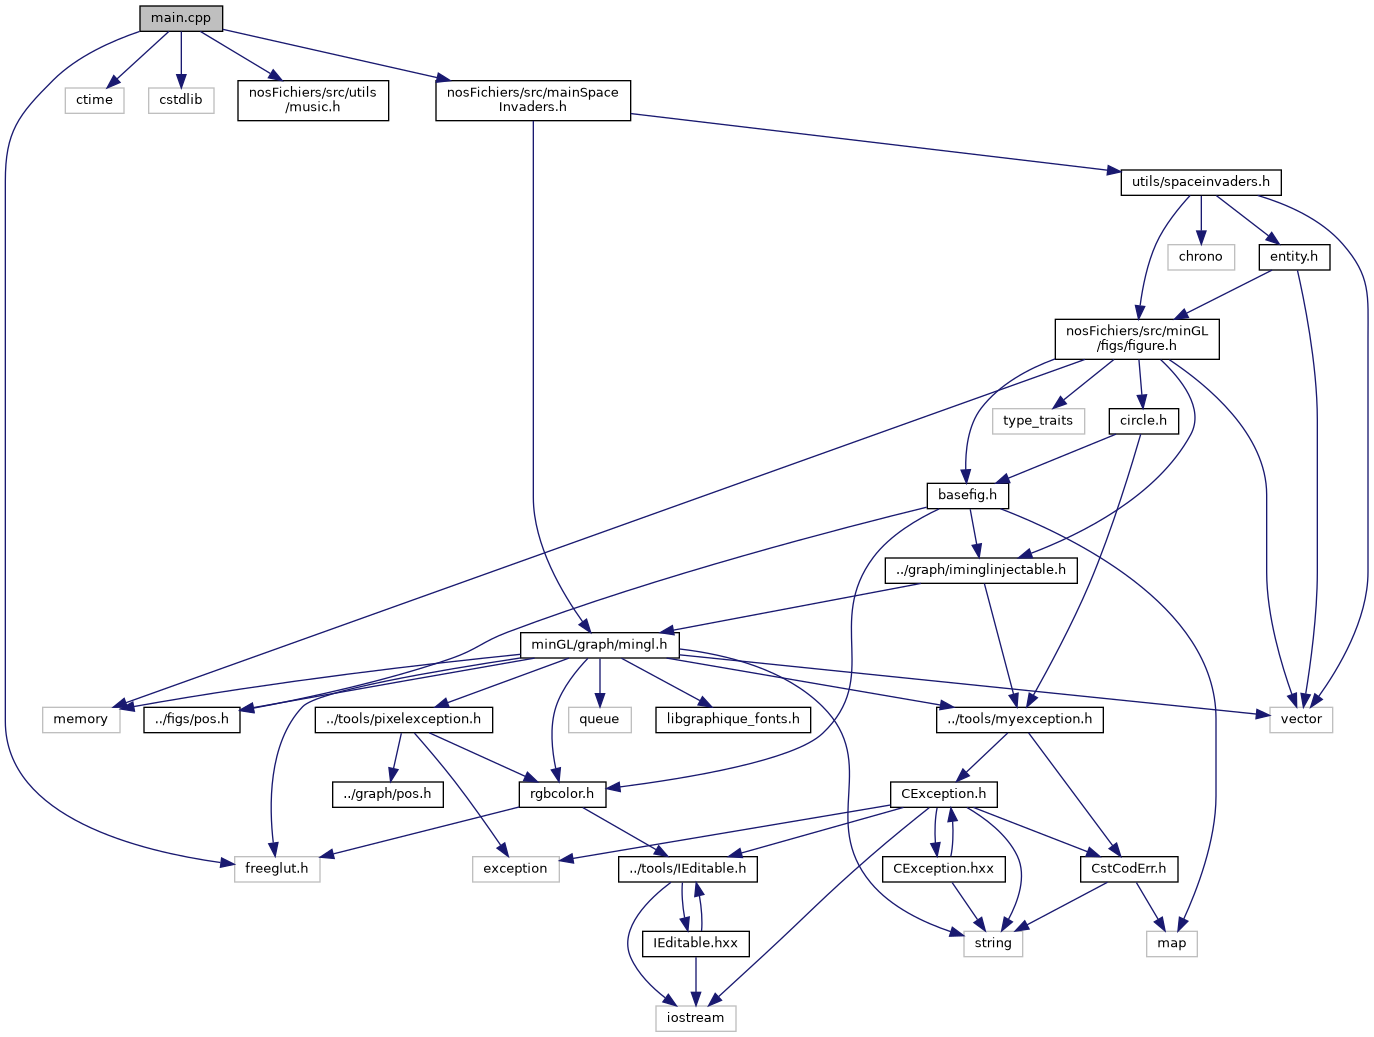 main.cpp
ctime
cstdlib
nosFichiers/src/utils
/music.h
nosFichiers/src/mainSpace
Invaders.h
utils/spaceinvaders.h
chrono
entity.h
nosFichiers/src/minGL
/figs/figure.h
type_traits
circle.h
basefig.h
../graph/iminglinjectable.h
minGL/graph/mingl.h
memory
../figs/pos.h
../tools/pixelexception.h
queue
libgraphique_fonts.h
../tools/myexception.h
vector
../graph/pos.h
rgbcolor.h
CException.h
freeglut.h
exception
../tools/IEditable.h
CException.hxx
CstCodErr.h
IEditable.hxx
string
map
iostream